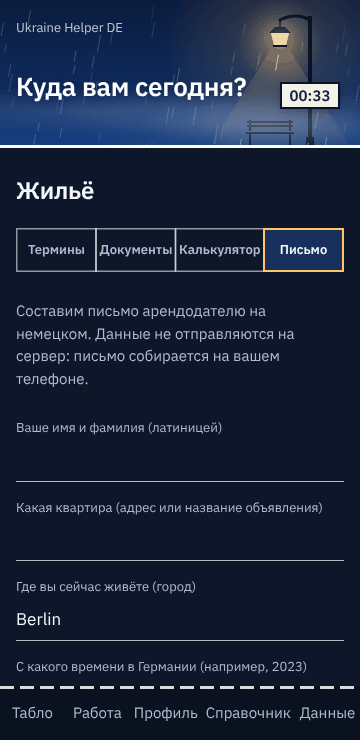 Ukraine Helper DE
Куда вам сегодня?
00:33
Жильё
Термины Документы Калькулятор Письмо
Составим письмо арендодателю на
немецком. Данные не отправляются на
сервер: письмо собирается на вашем
телефоне.
Ваше имя и фамилия (латиницей)
Какая квартира (адрес или название объявления)
Где вы сейчас живёте (город)
Berlin
С какого времени в Германии (например, 2023)
Табло Работа Профиль Справочник Данные